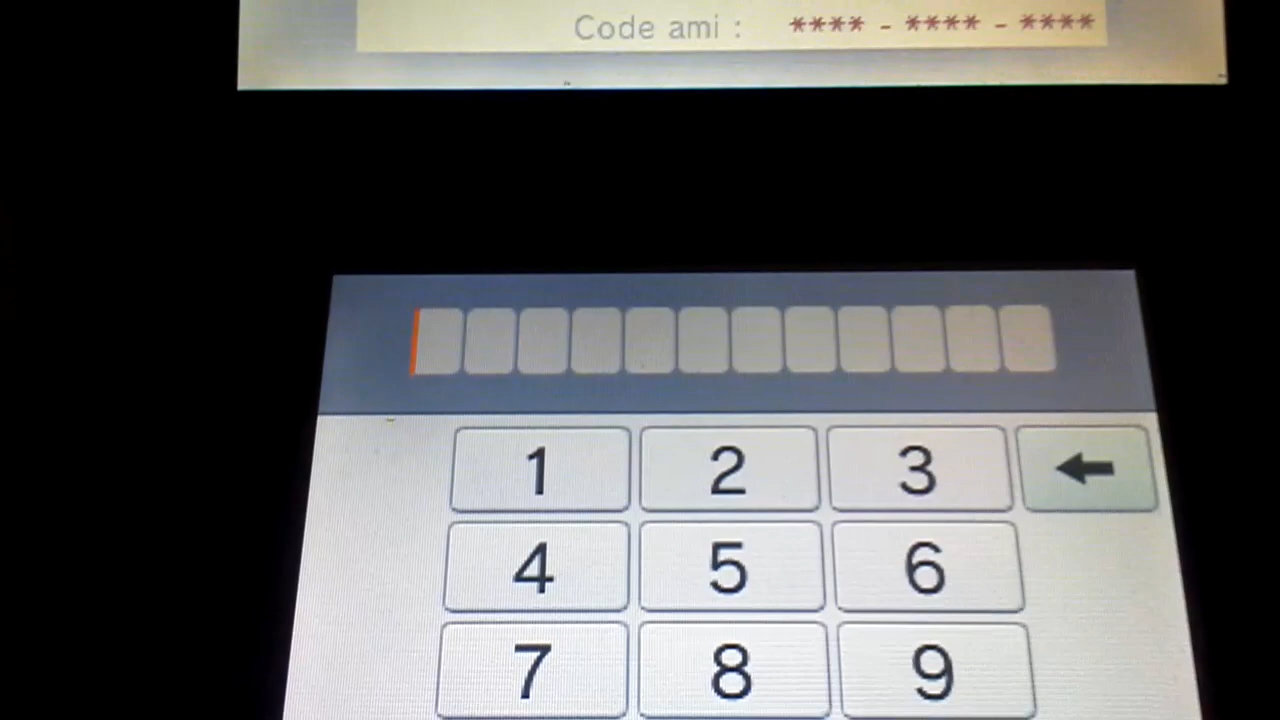 Code ami : **** - **** - ****
1 2 3 ←
4 5 6
7 8 9